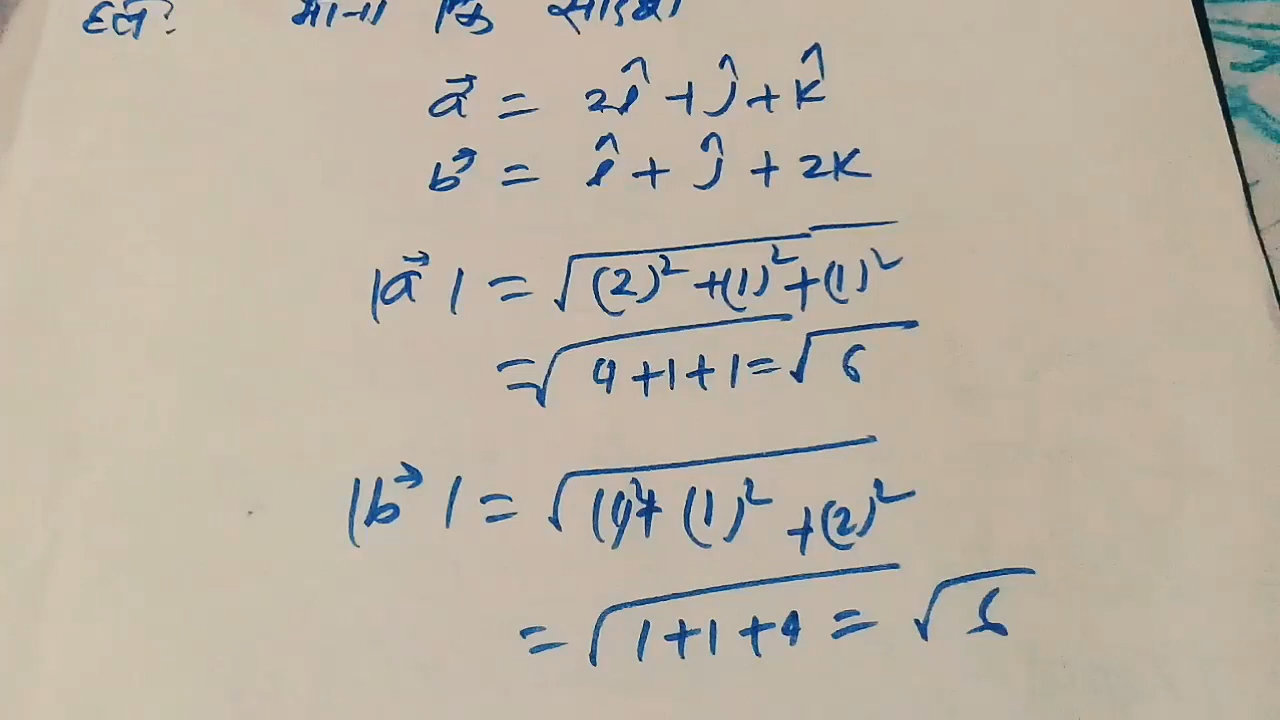 हल: माना कि
a⃗ = 2î + ĵ + k̂
b⃗ = î + ĵ + 2k
|a⃗| = √(2)² + (1)² + (1)²
= √4+1+1 = √6
|b⃗| = √(1)² + (1)² + (2)²
= √1+1+4 = √6